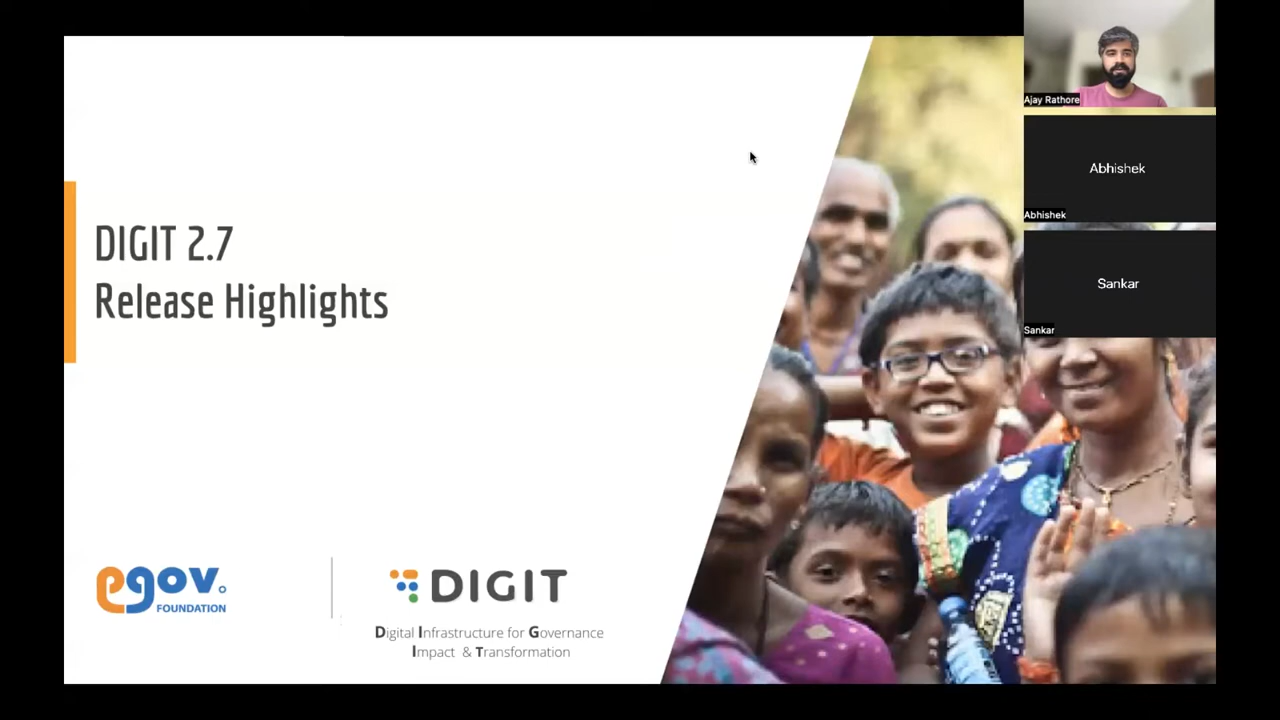 DIGIT 2.7
Release Highlights
egov
FOUNDATION
DIGIT
Digital Infrastructure for Governance
Impact & Transformation
Ajay Rathore
Abhishek
Abhishek
Sankar
Sankar